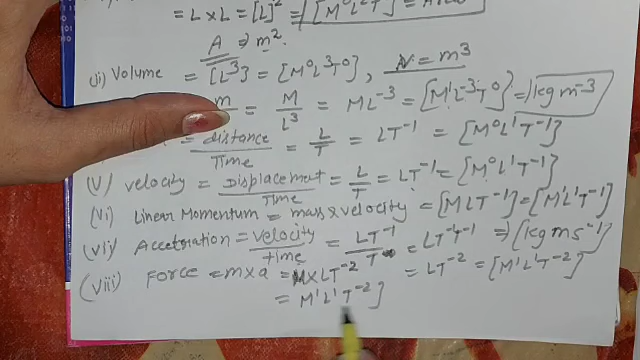 = L × L = [L]² = [M⁰L²T⁰]
A ⇒ m².
(ii) Volume = [L³] = [M⁰L³T⁰], V = m³
m = M/L³ = ML⁻³ = [M¹L⁻³T⁰] = kg m⁻³
= distance/Time = L/T = LT⁻¹ = [M⁰L¹T⁻¹]
(V) velocity = Displacement/Time = L/T = LT⁻¹ = [M⁰L¹T⁻¹]
(Vi) Linear Momentum = mass × velocity = [MLT⁻¹] = [M¹L¹T⁻¹]
(Vii) Acceleration = velocity/time = LT⁻¹/T = LT⁻¹T⁻¹ ⇒ [kg ms⁻¹]
= LT⁻² = [M¹L¹T⁻²]
(Viii) Force = m×a = M×LT⁻²
= M¹L¹T⁻²]